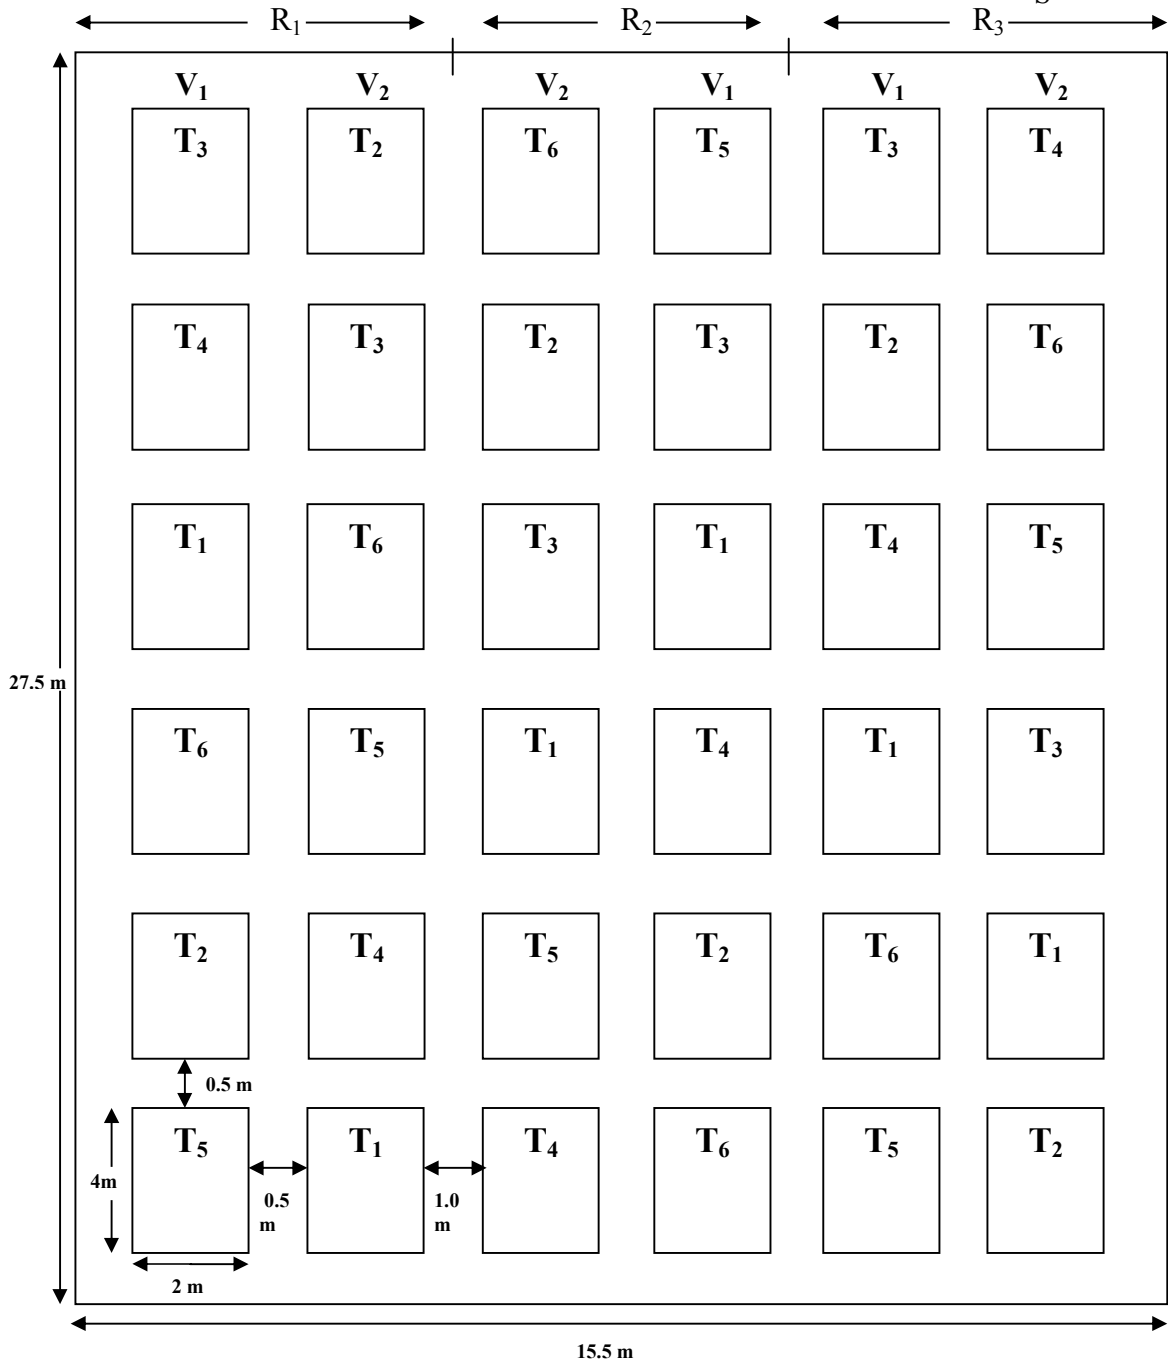 S
R₁ R₂ R₃
V₁ V₂ V₂ V₁ V₁ V₂
T₃ T₂ T₆ T₅ T₃ T₄
T₄ T₃ T₂ T₃ T₂ T₆
T₁ T₆ T₃ T₁ T₄ T₅
27.5 m
T₆ T₅ T₁ T₄ T₁ T₃
T₂ T₄ T₅ T₂ T₆ T₁
0.5 m
T₅ T₁ T₄ T₆ T₅ T₂
4m
0.5 1.0
m m
2 m
15.5 m